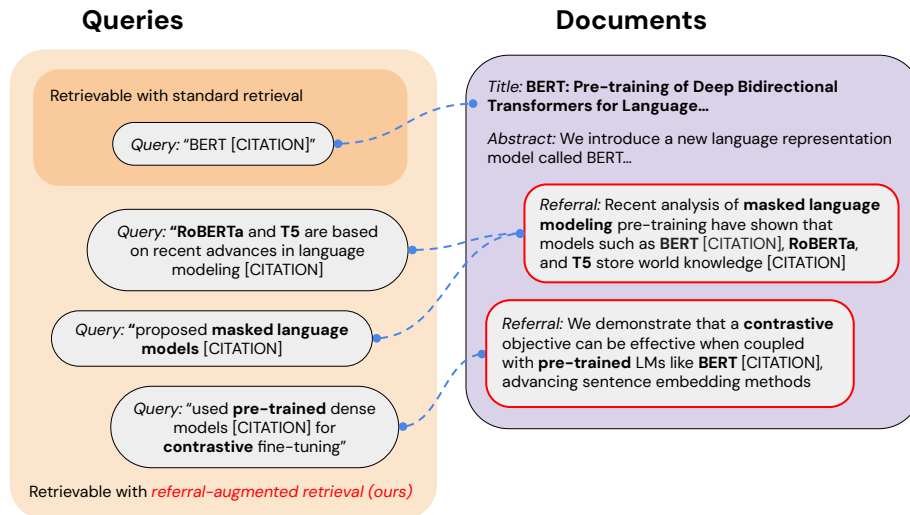 Queries
Retrievable with standard retrieval
Query: “BERT [CITATION]”
Query: “RoBERTa and T5 are based
on recent advances in language
modeling [CITATION]
Query: “proposed masked language
models [CITATION]
Query: “used pre-trained dense
models [CITATION] for
contrastive fine-tuning”
Retrievable with referral-augmented retrieval (ours)
Documents
Title: BERT: Pre-training of Deep Bidirectional
Transformers for Language…
Abstract: We introduce a new language representation
model called BERT…
Referral: Recent analysis of masked language
modeling pre-training have shown that
models such as BERT [CITATION], RoBERTa,
and T5 store world knowledge [CITATION]
Referral: We demonstrate that a contrastive
objective can be effective when coupled
with pre-trained LMs like BERT [CITATION],
advancing sentence embedding methods